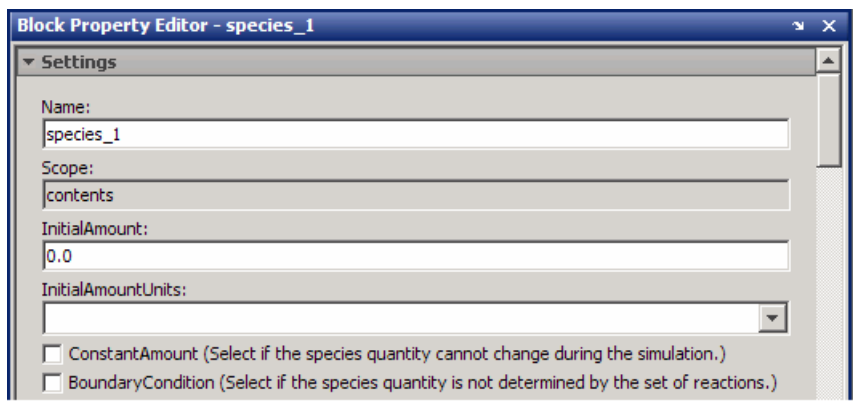 Block Property Editor - species_1
Settings
Name:
species_1
Scope:
contents
InitialAmount:
0.0
InitialAmountUnits:
ConstantAmount (Select if the species quantity cannot change during the simulation.)
BoundaryCondition (Select if the species quantity is not determined by the set of reactions.)